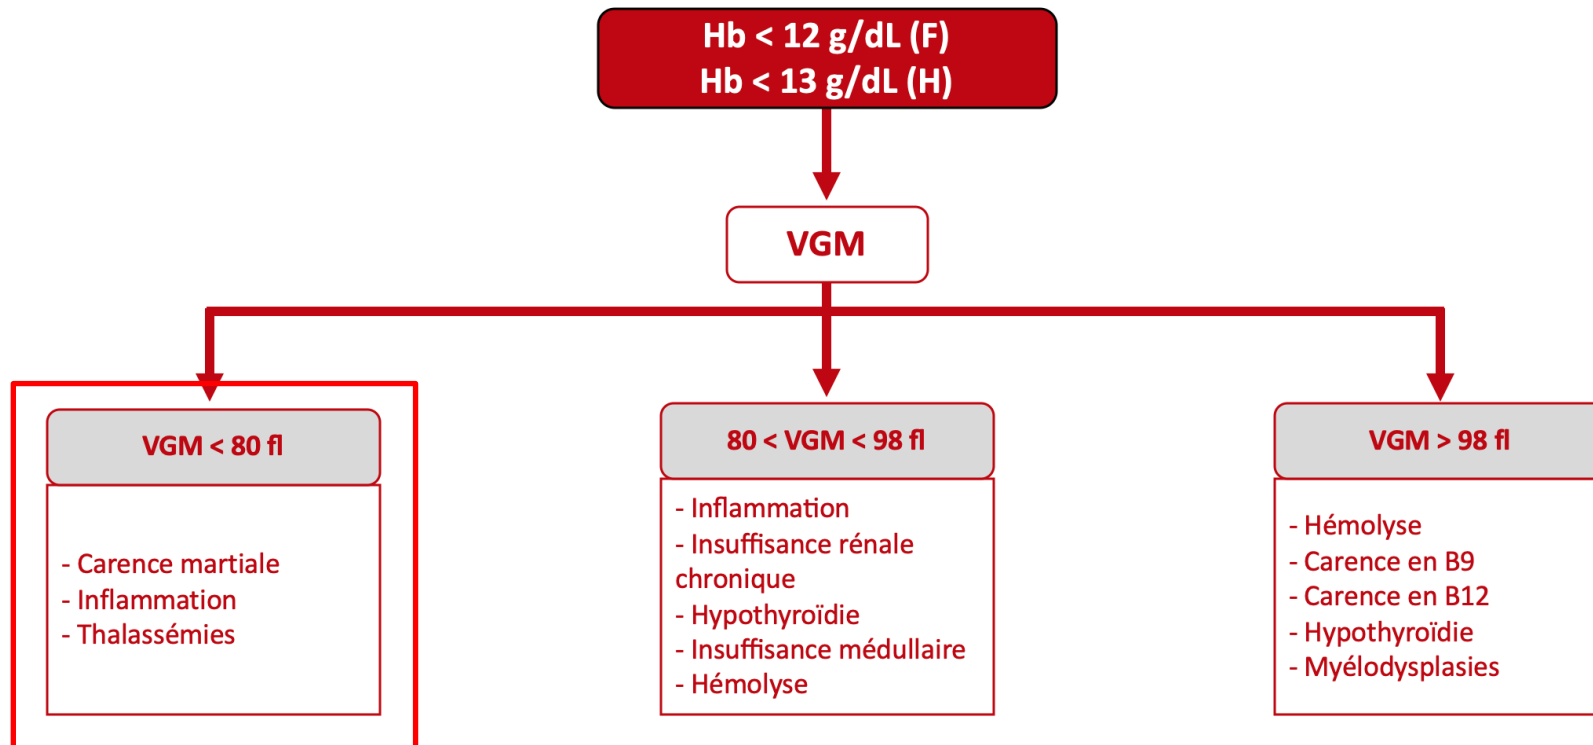 Hb < 12 g/dL (F)
Hb < 13 g/dL (H)
VGM
VGM < 80 fl
- Carence martiale
- Inflammation
- Thalassémies
80 < VGM < 98 fl
- Inflammation
- Insuffisance rénale
chronique
- Hypothyroïdie
- Insuffisance médullaire
- Hémolyse
VGM > 98 fl
- Hémolyse
- Carence en B9
- Carence en B12
- Hypothyroïdie
- Myélodysplasies